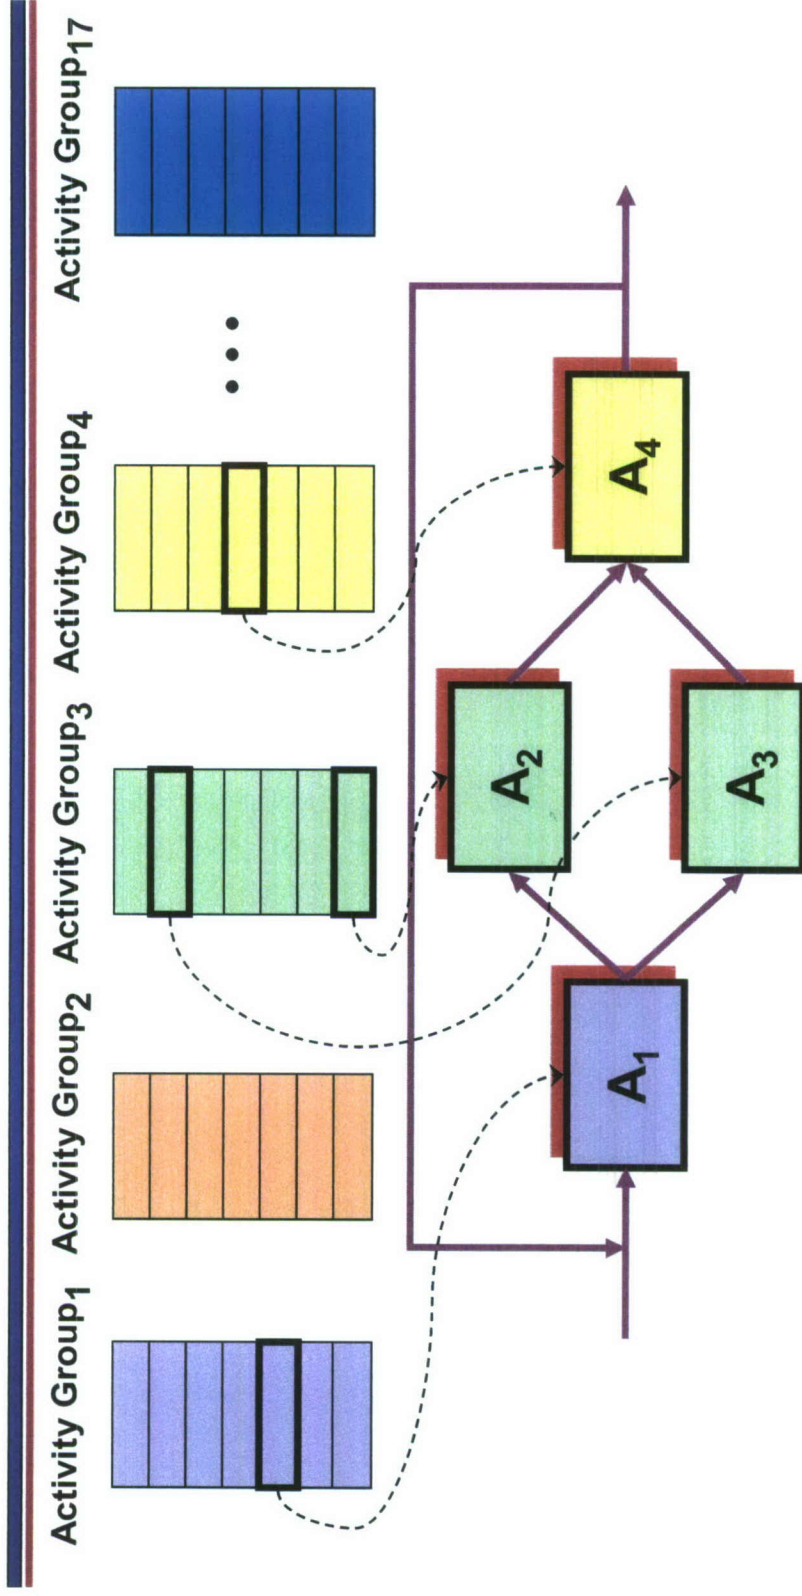 Activity Group1
Activity Group2
Activity Group3
Activity Group4
• • •
Activity Group17
A1
A2
A3
A4